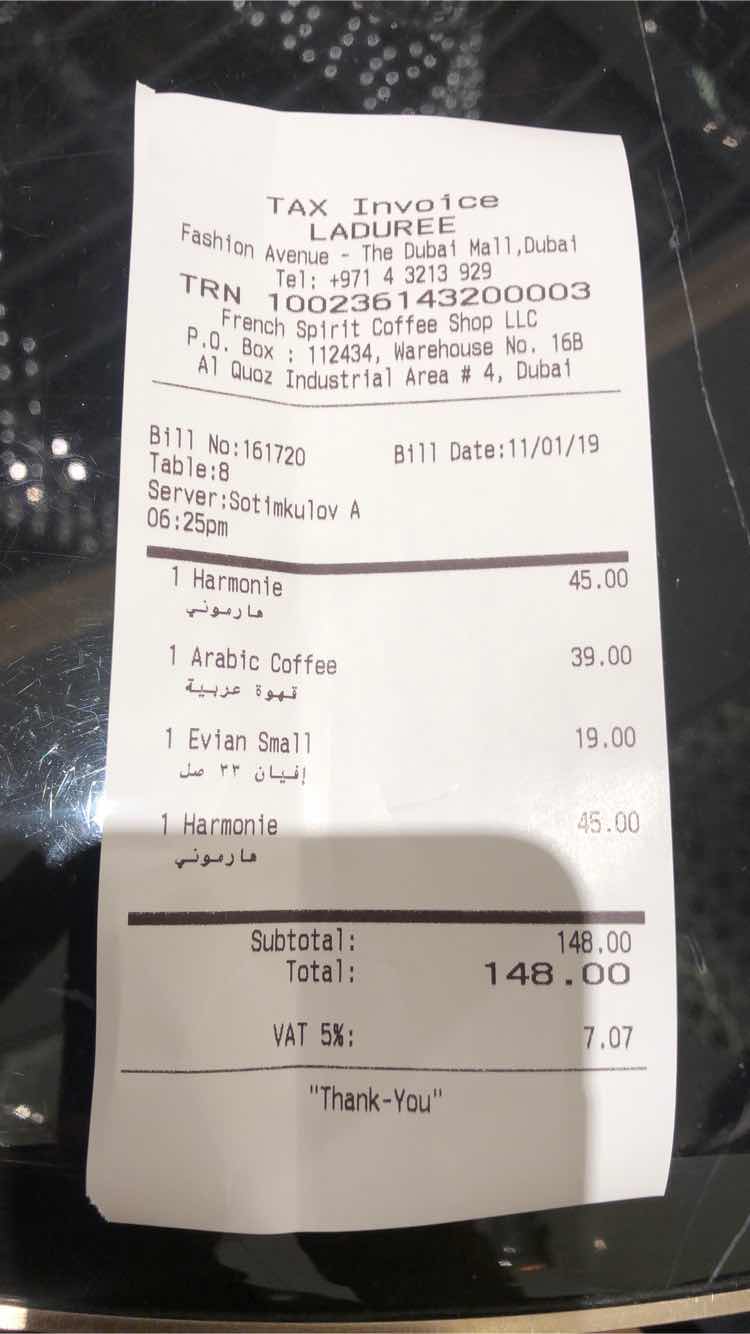 TAX Invoice
LADUREE
Fashion Avenue - The Dubai Mall,Dubai
Tel: +971 4 3213 929
TRN 100236143200003
French Spirit Coffee Shop LLC
P.O. Box : 112434, Warehouse No. 16B
Al Quoz Industrial Area # 4, Dubai
Bill No:161720 Bill Date:11/01/19
Table:8
Server:Sotimkulov A
06:25pm
1 Harmonie 45.00
هارموني
1 Arabic Coffee 39.00
قهوة عربية
1 Evian Small 19.00
إفيان ٣٣ صل
1 Harmonie 45.00
هارموني
Subtotal: 148.00
Total: 148.00
VAT 5%: 7.07
"Thank-You"